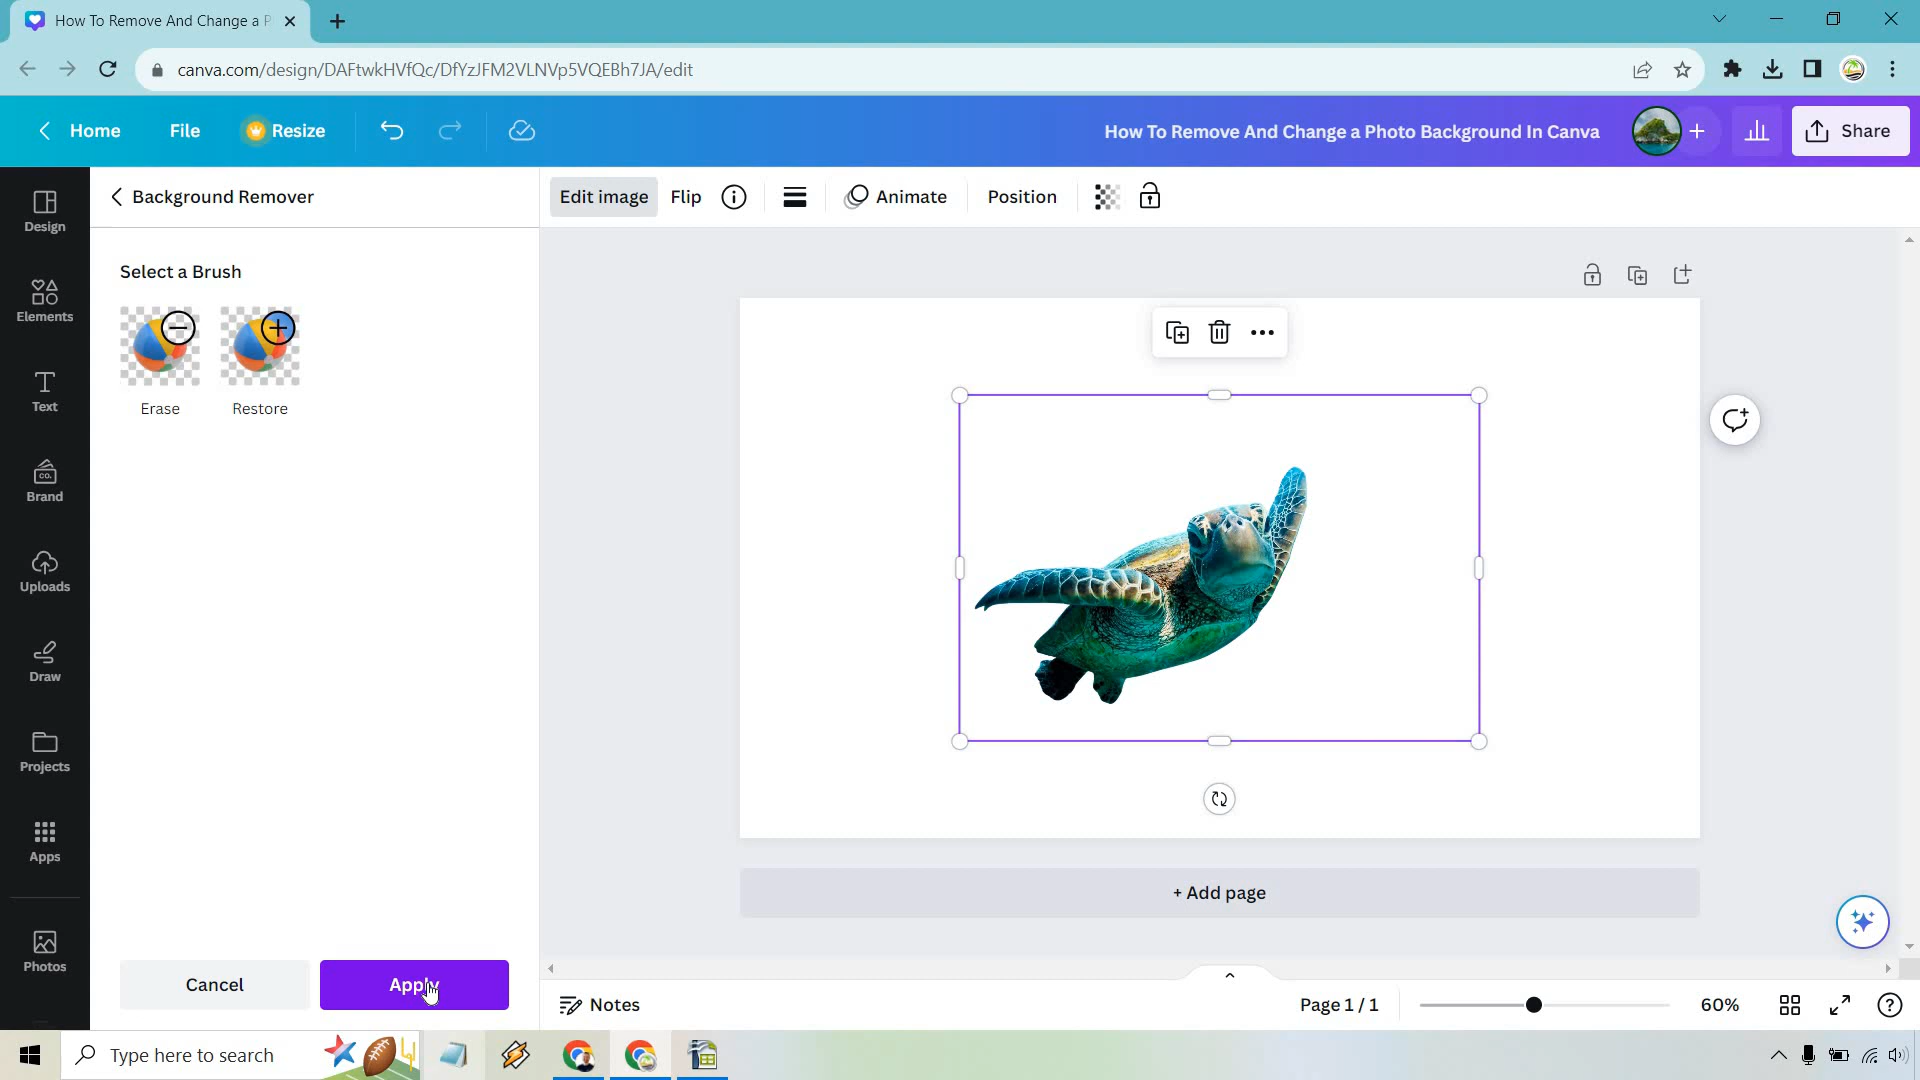 How To Remove And Change a P
canva.com/design/DAFtwkHVfQc/DfYzJFM2VLNVp5VQEBh7JA/edit
Home
File
Resize
How To Remove And Change a Photo Background In Canva
Share
Background Remover
Edit image
Flip
Animate
Position
Design
Elements
Text
CO.
Brand
Uploads
Draw
Projects
Apps
Photos
Select a Brush
Erase
Restore
+ Add page
Cancel
Apply
Notes
Page 1 / 1
60%
Type here to search